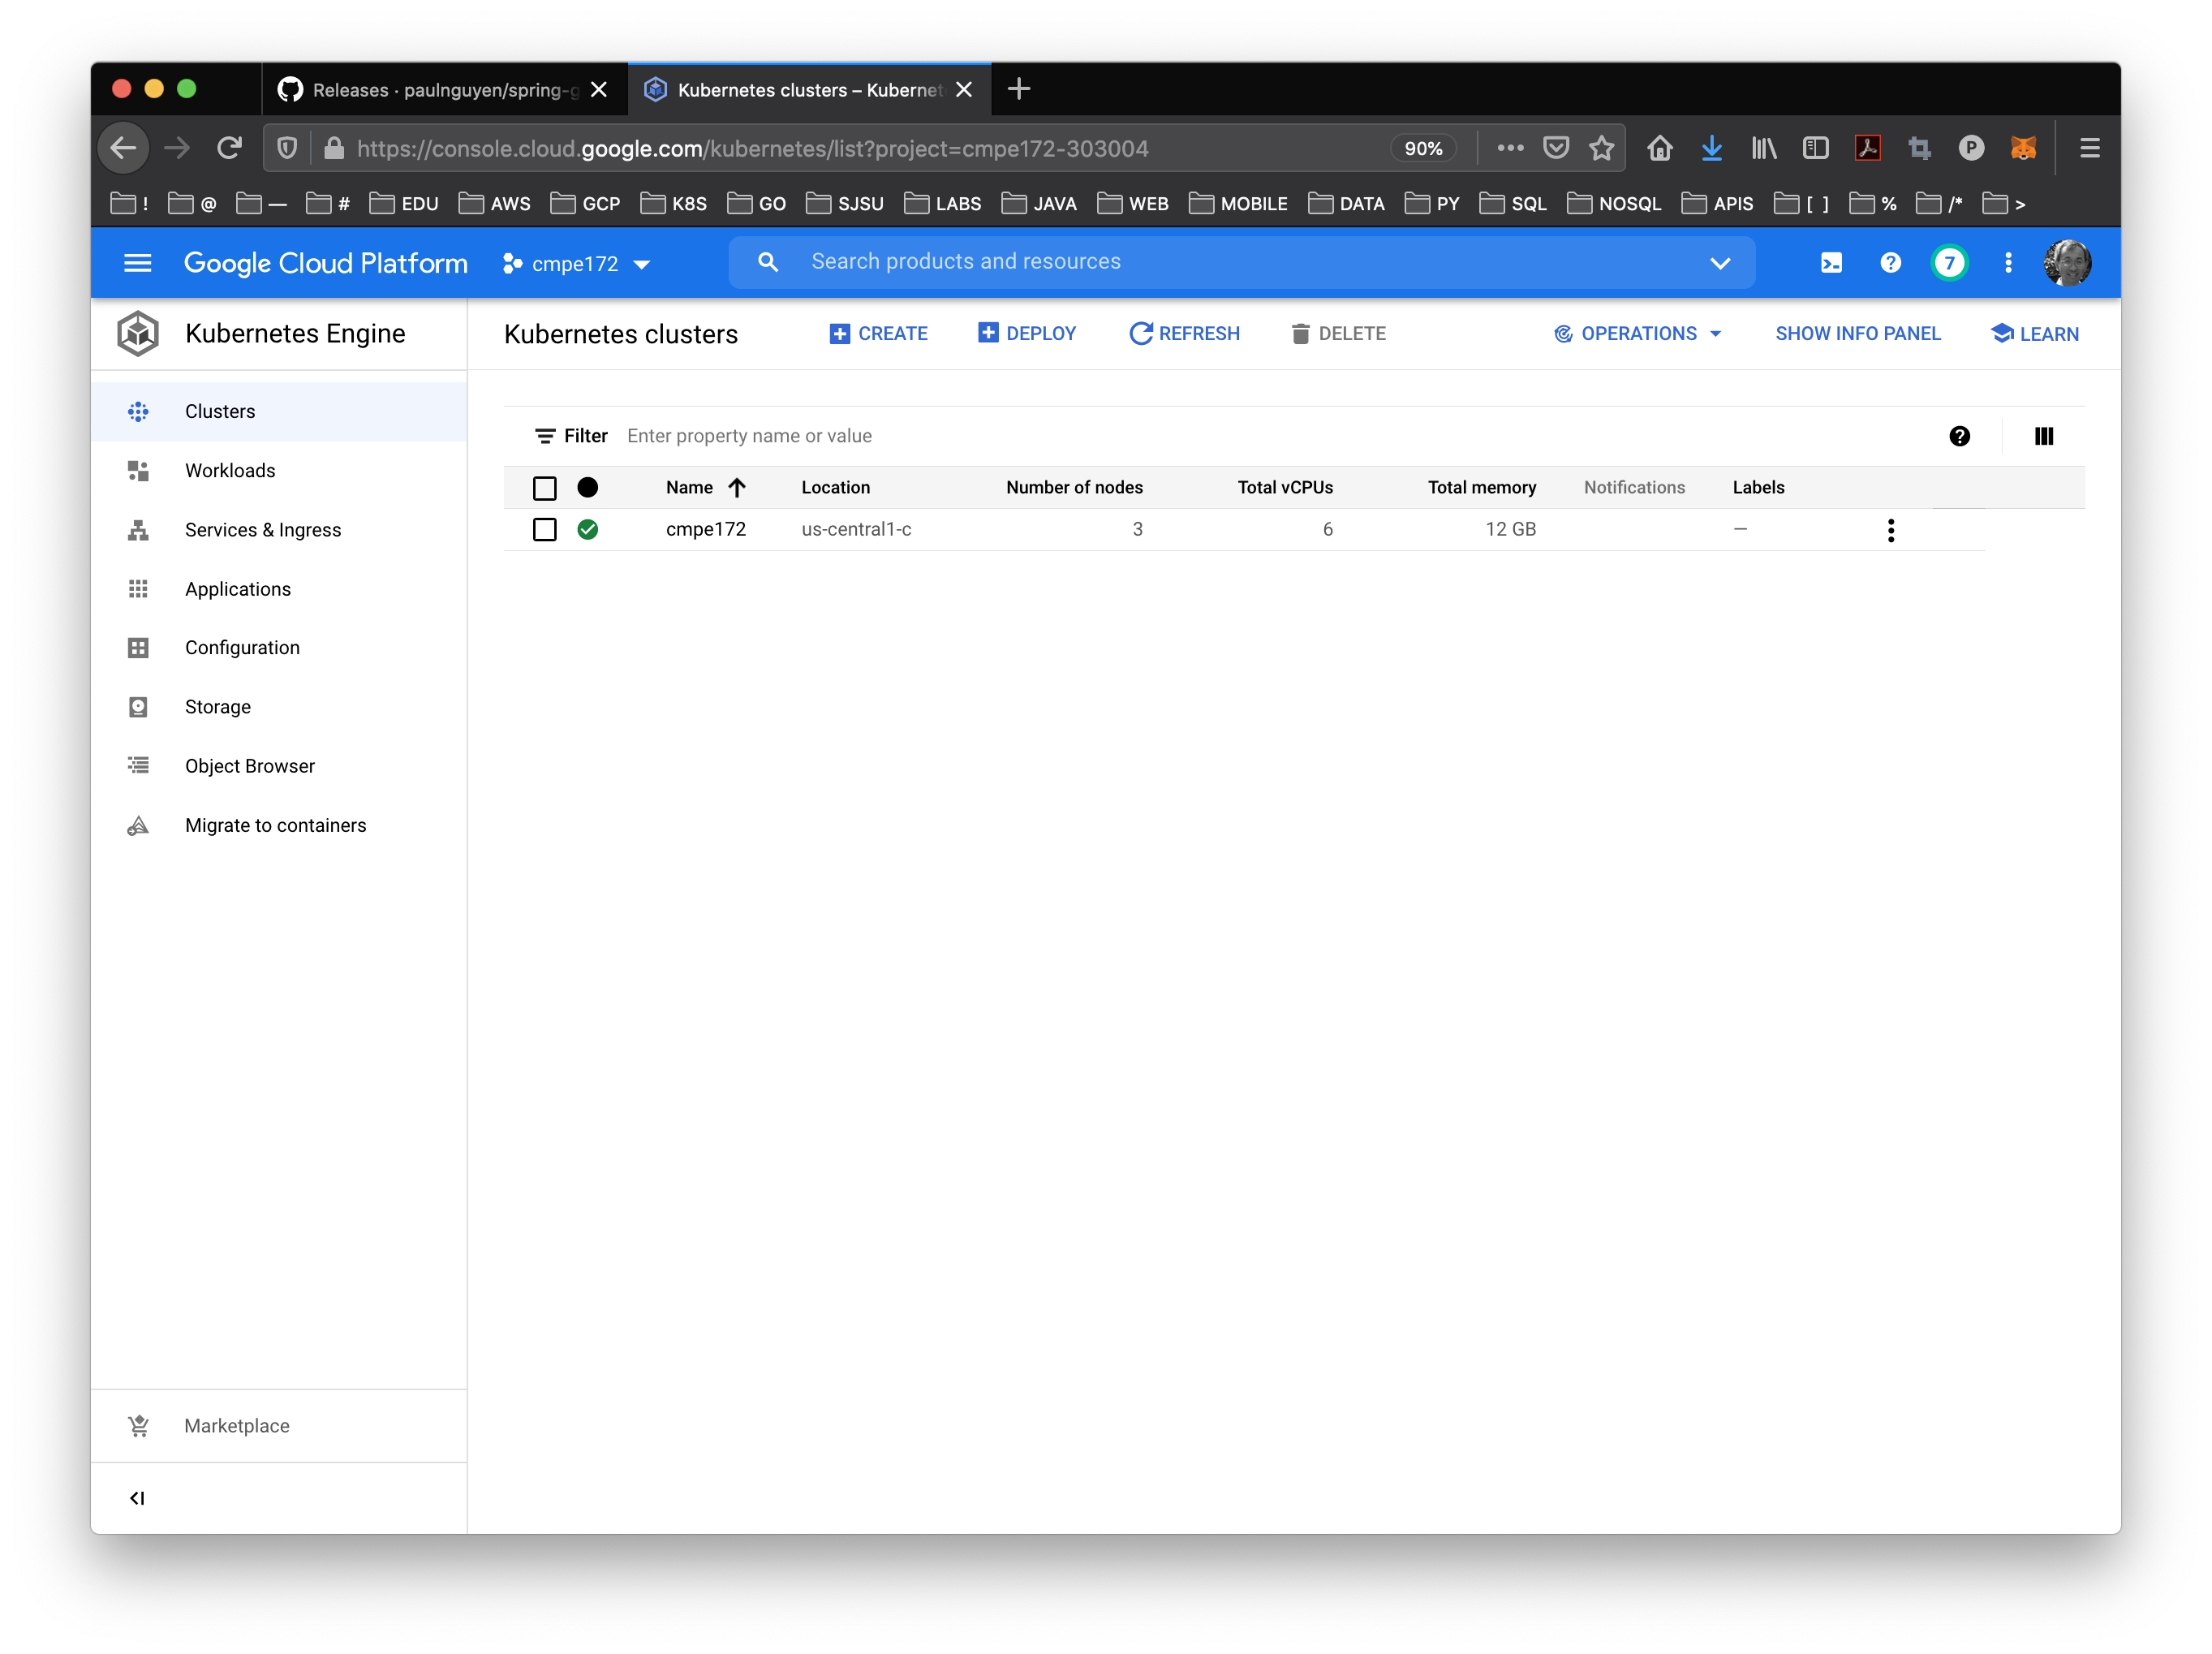 Releases · paulnguyen/spring-g
Kubernetes clusters – Kubernet
https://console.cloud.google.com/kubernetes/list?project=cmpe172-303004
90%
P
! @ — # EDU AWS GCP K8S GO SJSU LABS JAVA WEB MOBILE DATA PY SQL NOSQL APIS [ ] % /* >
Google Cloud Platform
cmpe172
Search products and resources
7
Kubernetes Engine
Kubernetes clusters
CREATE
DEPLOY
REFRESH
DELETE
OPERATIONS
SHOW INFO PANEL
LEARN
Clusters
Workloads
Services & Ingress
Applications
Configuration
Storage
Object Browser
Migrate to containers
Marketplace
Filter Enter property name or value
Name Location Number of nodes Total vCPUs Total memory Notifications Labels
cmpe172 us-central1-c 3 6 12 GB —